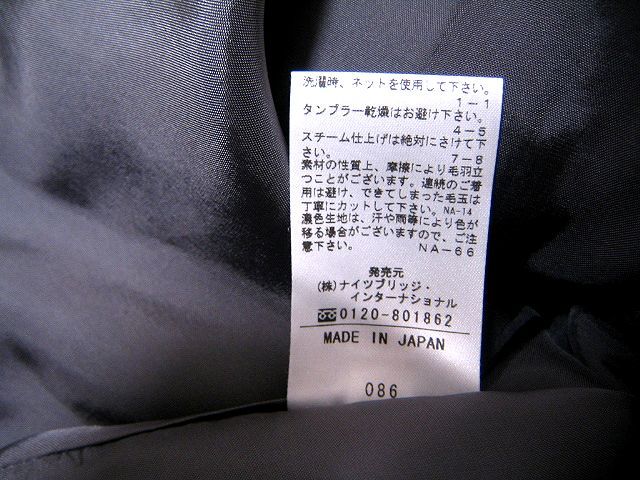 洗濯時、ネットを使用して下さい。
1-1
タンブラー乾燥はお避け下さい。
4-5
スチーム仕上げは絶対にさけて下
さい。
7-8
素材の性質上、摩擦により毛羽立
つことがございます。連続のご着
用は避け、できてしまった毛玉は
丁寧にカットして下さい。NA-14
濃色生地は、汗や雨等により色が
移る場合がございますので、ご注
意下さい。 NA-66
発売元
(株)ナイツブリッジ・
インターナショナル
0120-801862
MADE IN JAPAN
086